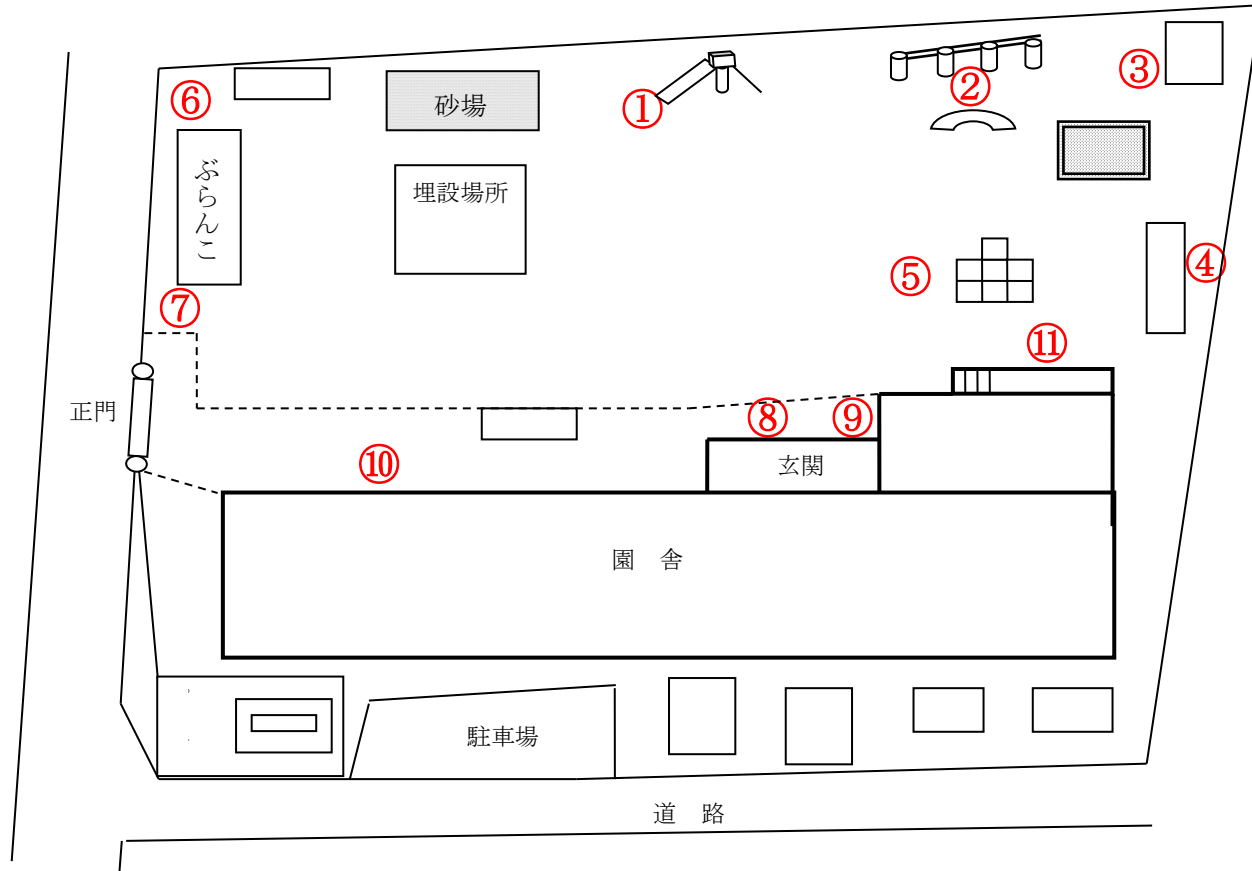 ①
②
③
⑥
砂場
ぶらんこ
埋設場所
④
⑤
⑦
⑪
正門
⑧
⑨
⑩
玄関
園 舎
駐車場
道 路